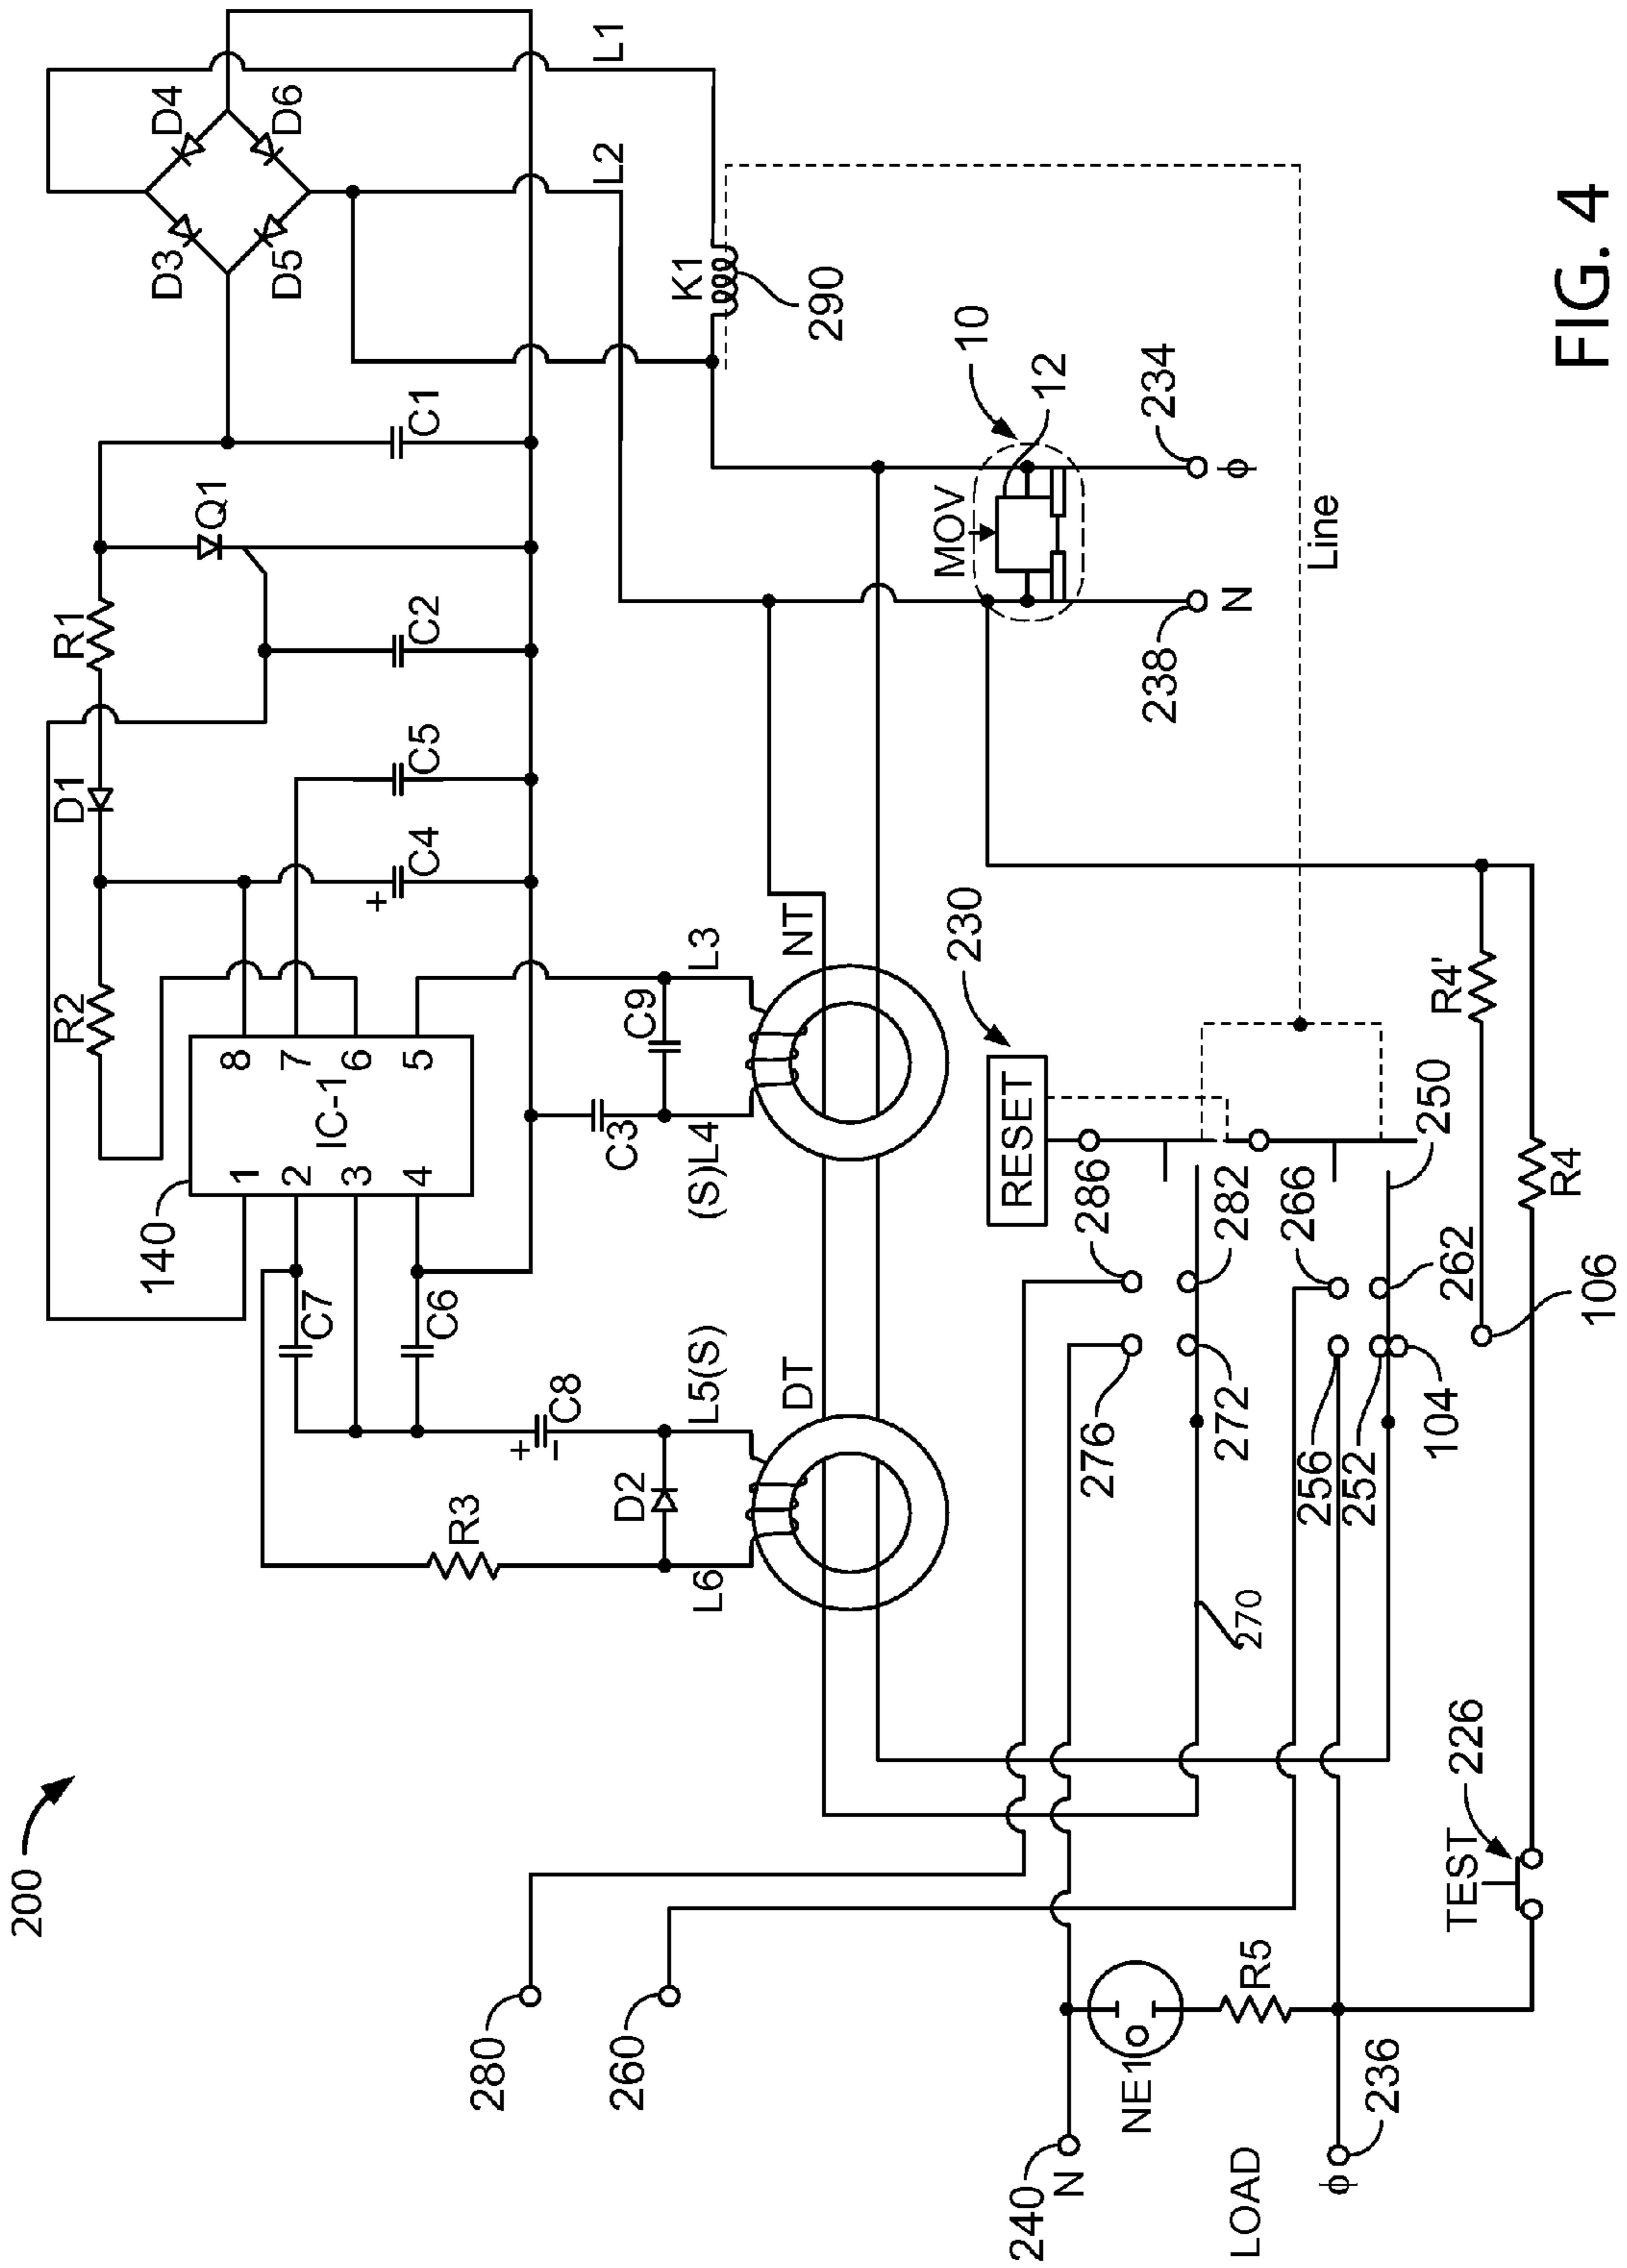 200
D4
D6
L1
D3
D5
L2
K1
290
C1
Q1
R1
C2
10
12
MOV
234
ϕ
238
N
Line
FIG. 4
D1
C5
C4
+
R2
8
7
6
5
IC-1
1
2
3
4
140
C7
C6
C9
L3
C3
(S)L4
NT
230
RESET
R4'
250
286
282
266
262
R4
106
C8
+
−
L5(S)
D2
R3
L6
DT
276
272
256
252
104
270
TEST
226
280
260
240
N
NE1
R5
LOAD
236
ϕ